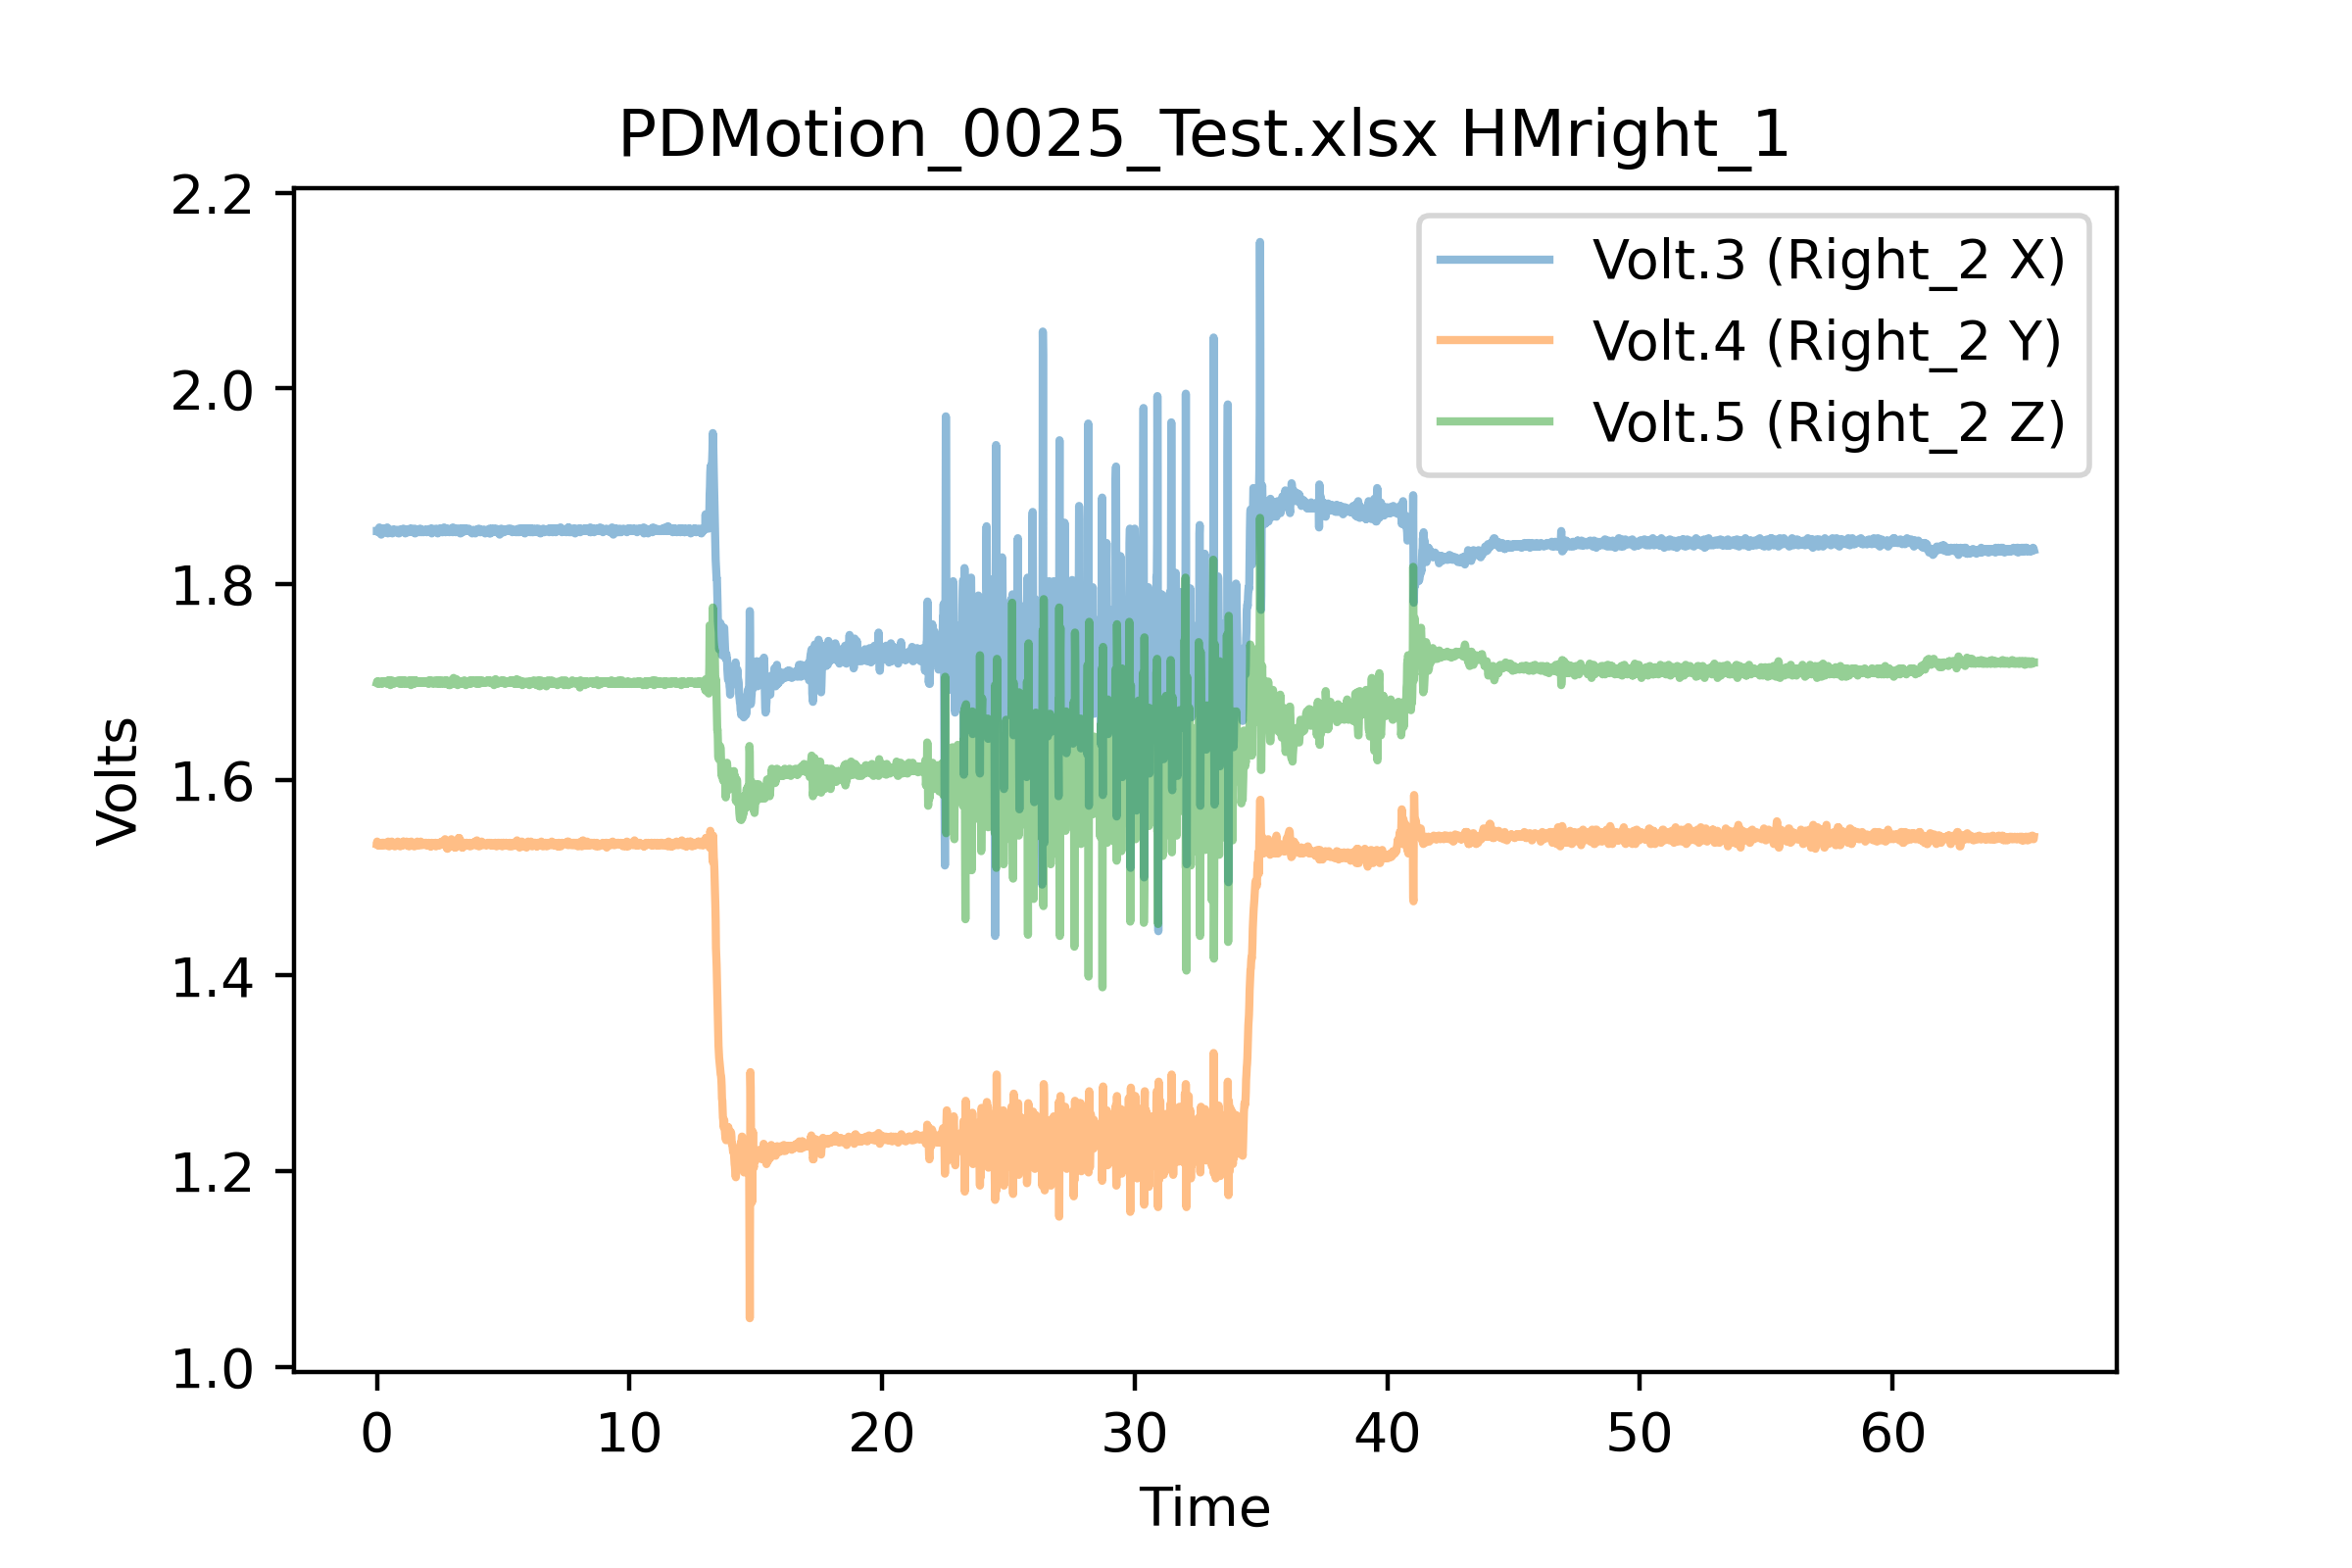 PDMotion_0025_Test.xlsx HMright_1
2.2
2.0
1.8
1.6
1.4
1.2
1.0
Volts
Volt.3 (Right_2 X)
Volt.4 (Right_2 Y)
Volt.5 (Right_2 Z)
0 10 20 30 40 50 60
Time